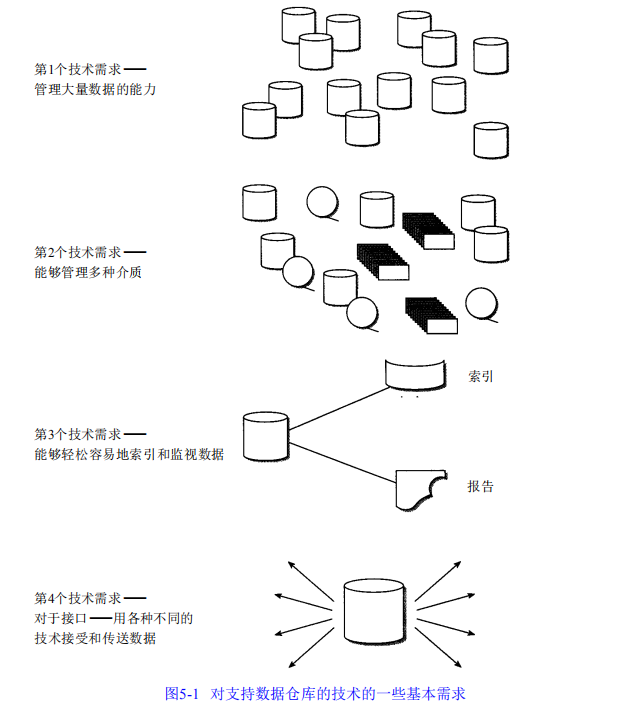 第1个技术需求——
管理大量数据的能力
第2个技术需求——
能够管理多种介质
索引
第3个技术需求——
能够轻松容易地索引和监视数据
报告
第4个技术需求——
对于接口——用各种不同的
技术接受和传送数据
图5-1 对支持数据仓库的技术的一些基本需求